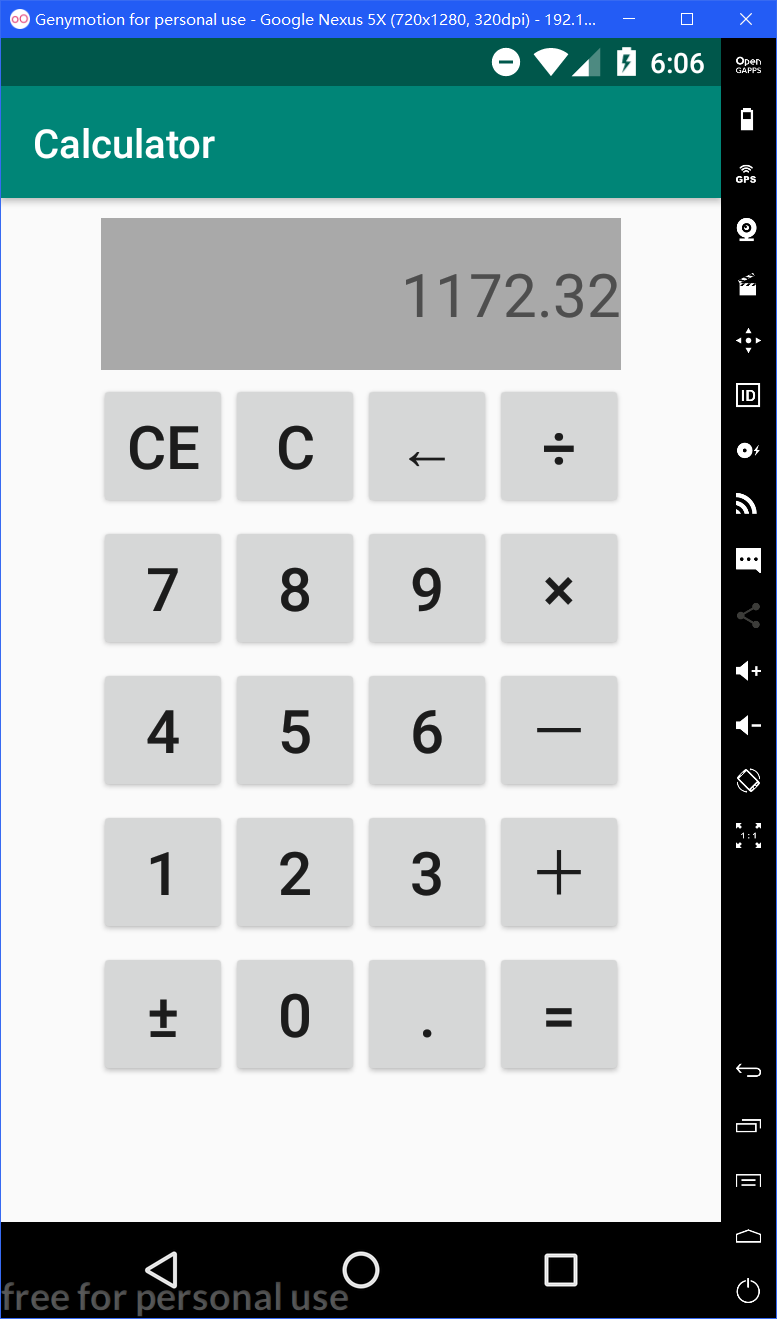 Genymotion for personal use - Google Nexus 5X (720x1280, 320dpi) - 192.1...
6:06
Open
GAPPS
Calculator
GPS
1172.32
ID
CE C ← ÷
7 8 9 ×
4 5 6 —
1:1
1 2 3 +
± 0 . =
free for personal use